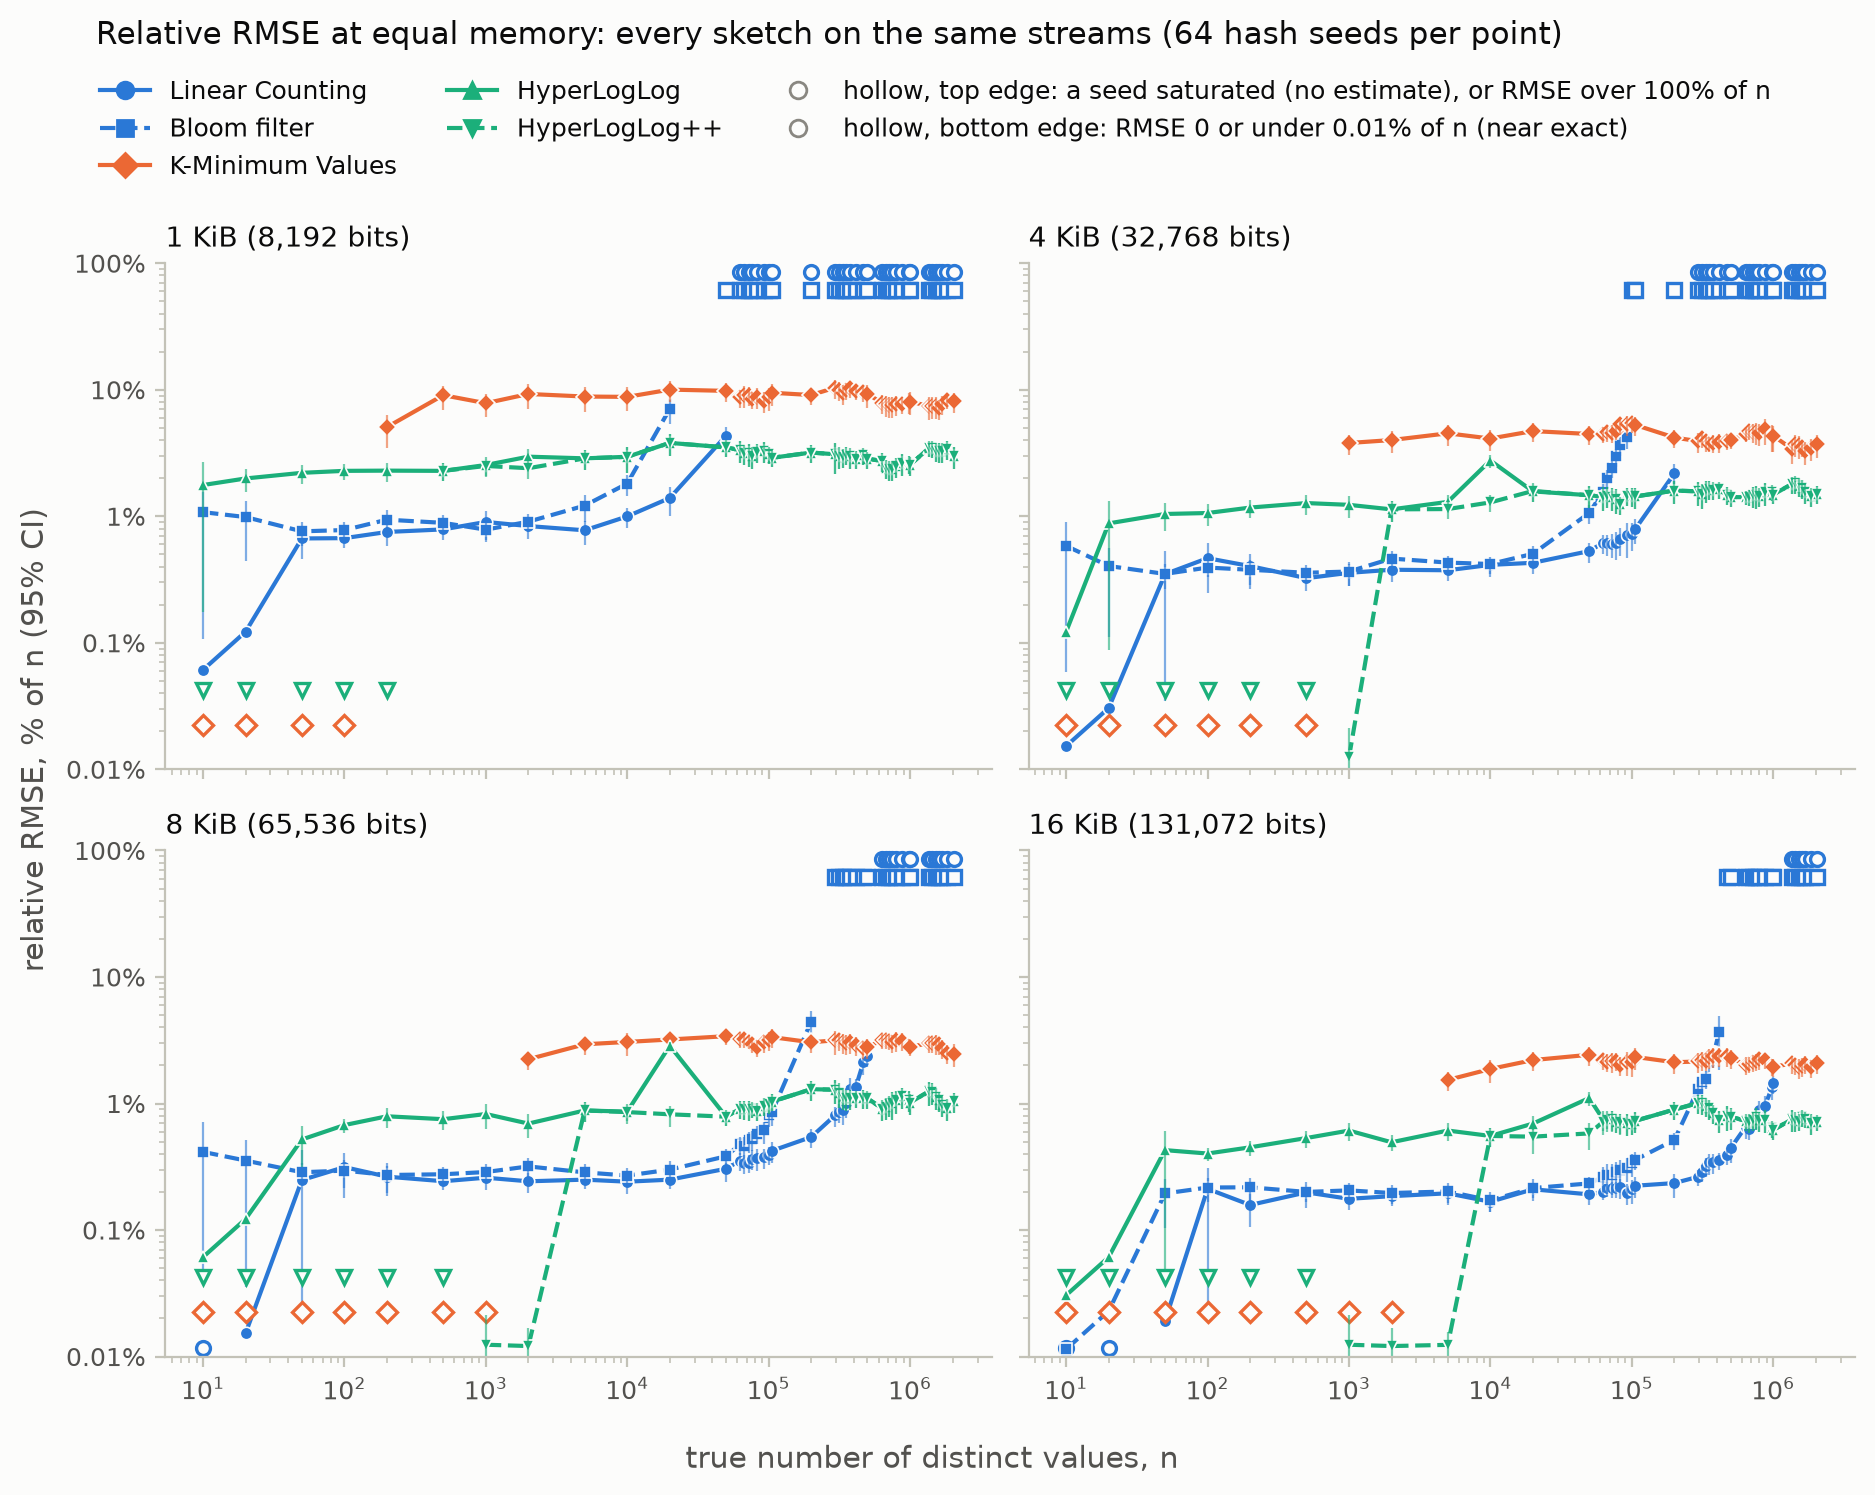 Relative RMSE at equal memory: every sketch on the same streams (64 hash seeds per point)
Linear Counting
Bloom filter
K-Minimum Values
HyperLogLog
HyperLogLog++
hollow, top edge: a seed saturated (no estimate), or RMSE over 100% of n
hollow, bottom edge: RMSE 0 or under 0.01% of n (near exact)
relative RMSE, % of n (95% CI)
1 KiB (8,192 bits)
100%
10%
1%
0.1%
0.01%
4 KiB (32,768 bits)
8 KiB (65,536 bits)
100%
10%
1%
0.1%
0.01%
10¹ 10² 10³ 10⁴ 10⁵ 10⁶
16 KiB (131,072 bits)
10¹ 10² 10³ 10⁴ 10⁵ 10⁶
true number of distinct values, n